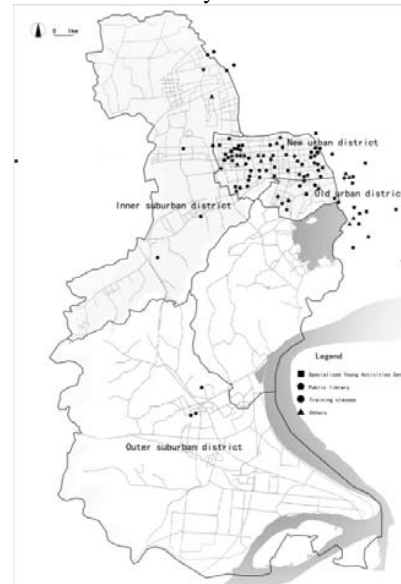 0 1km
New urban district
Old urban district
Inner suburban district
Legend
Specialized Young Activities Cen
Public library
Training classes
Others
Outer suburban district